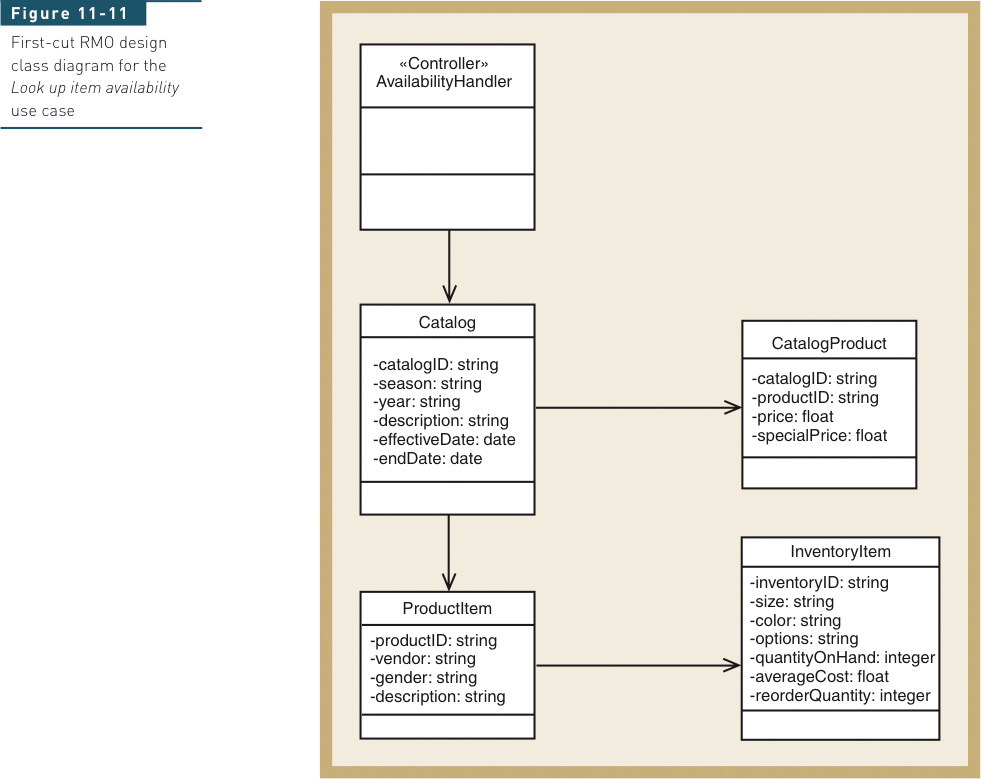 Figure 11-11
First-cut RMO design
class diagram for the
Look up item availability
use case
«Controller»
AvailabilityHandler
Catalog
-catalogID: string
-season: string
-year: string
-description: string
-effectiveDate: date
-endDate: date
CatalogProduct
-catalogID: string
-productID: string
-price: float
-specialPrice: float
ProductItem
-productID: string
-vendor: string
-gender: string
-description: string
InventoryItem
-inventoryID: string
-size: string
-color: string
-options: string
-quantityOnHand: integer
-averageCost: float
-reorderQuantity: integer